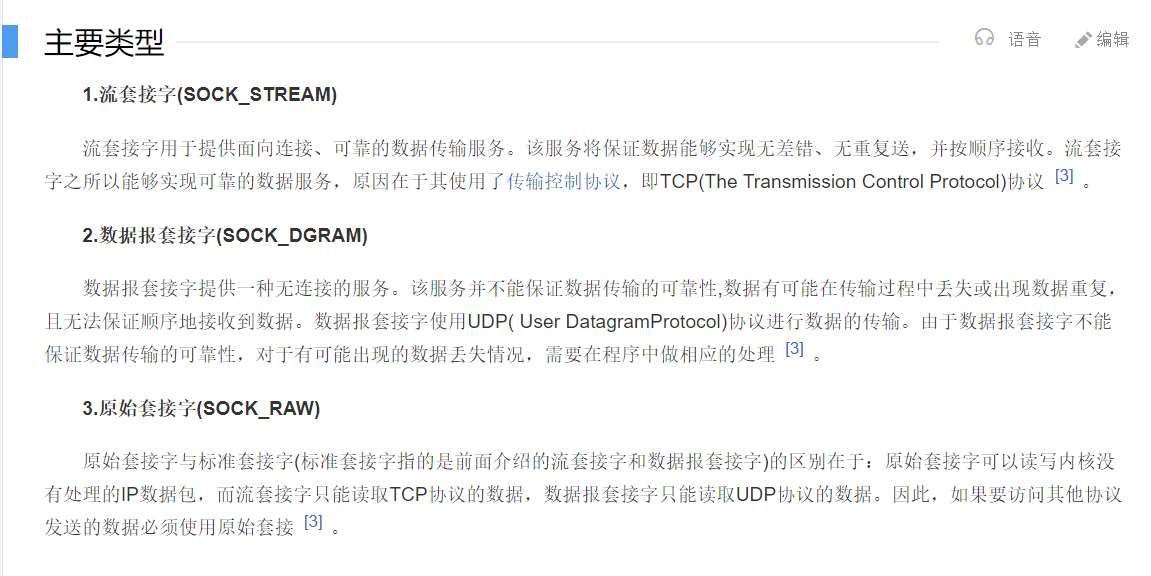 主要类型
语音
编辑
1.流套接字(SOCK_STREAM)
流套接字用于提供面向连接、可靠的数据传输服务。该服务将保证数据能够实现无差错、无重复送，并按顺序接收。流套接
字之所以能够实现可靠的数据服务，原因在于其使用了传输控制协议，即TCP(The Transmission Control Protocol)协议 [3] 。
2.数据报套接字(SOCK_DGRAM)
数据报套接字提供一种无连接的服务。该服务并不能保证数据传输的可靠性,数据有可能在传输过程中丢失或出现数据重复，
且无法保证顺序地接收到数据。数据报套接字使用UDP( User DatagramProtocol)协议进行数据的传输。由于数据报套接字不能
保证数据传输的可靠性，对于有可能出现的数据丢失情况，需要在程序中做相应的处理 [3] 。
3.原始套接字(SOCK_RAW)
原始套接字与标准套接字(标准套接字指的是前面介绍的流套接字和数据报套接字)的区别在于：原始套接字可以读写内核没
有处理的IP数据包，而流套接字只能读取TCP协议的数据，数据报套接字只能读取UDP协议的数据。因此，如果要访问其他协议
发送的数据必须使用原始套接 [3] 。